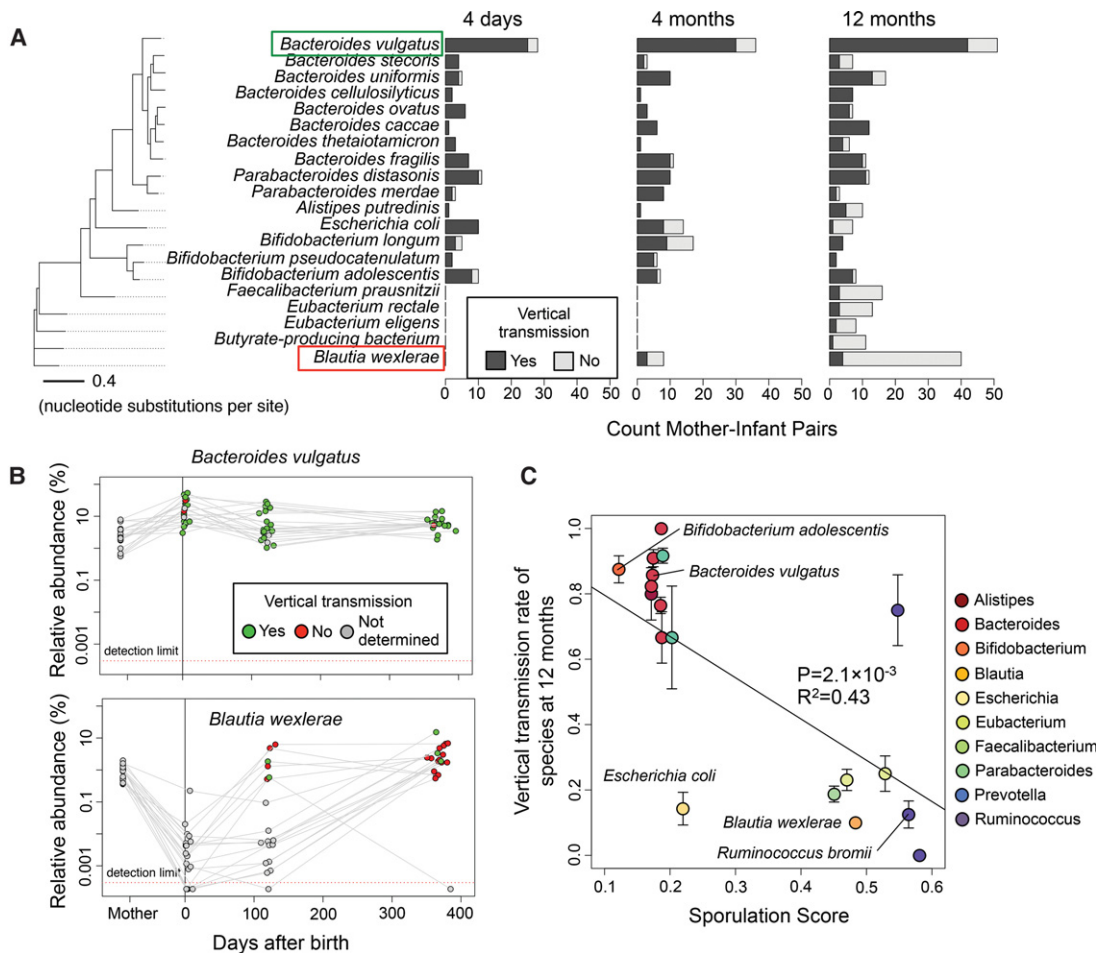 A
4 days
4 months
12 months
Bacteroides vulgatus
Bacteroides stecoris
Bacteroides uniformis
Bacteroides cellulosilyticus
Bacteroides ovatus
Bacteroides caccae
Bacteroides thetaiotamicron
Bacteroides fragilis
Parabacteroides distasonis
Parabacteroides merdae
Alistipes putredinis
Escherichia coli
Bifidobacterium longum
Bifidobacterium pseudocatenulatum
Bifidobacterium adolescentis
Faecalibacterium prausnitzii
Eubacterium rectale
Eubacterium eligens
Butyrate-producing bacterium
Blautia wexlerae
Vertical
transmission
Yes No
0.4
(nucleotide substitutions per site)
0 10 20 30 40 50
0 10 20 30 40 50
0 10 20 30 40 50
Count Mother-Infant Pairs
B
Bacteroides vulgatus
Relative abundance (%)
10
0.1
0.001
Vertical transmission
Yes No Not
determined
detection limit
Blautia wexlerae
Relative abundance (%)
10
0.1
0.001
detection limit
Mother 0 100 200 300 400
Days after birth
C
Vertical transmission rate of
species at 12 months
1.0
0.8
0.6
0.4
0.2
0.0
Bifidobacterium adolescentis
Bacteroides vulgatus
P=2.1×10-3
R2=0.43
Escherichia coli
Blautia wexlerae
Ruminococcus bromii
0.1 0.2 0.3 0.4 0.5 0.6
Sporulation Score
Alistipes
Bacteroides
Bifidobacterium
Blautia
Escherichia
Eubacterium
Faecalibacterium
Parabacteroides
Prevotella
Ruminococcus